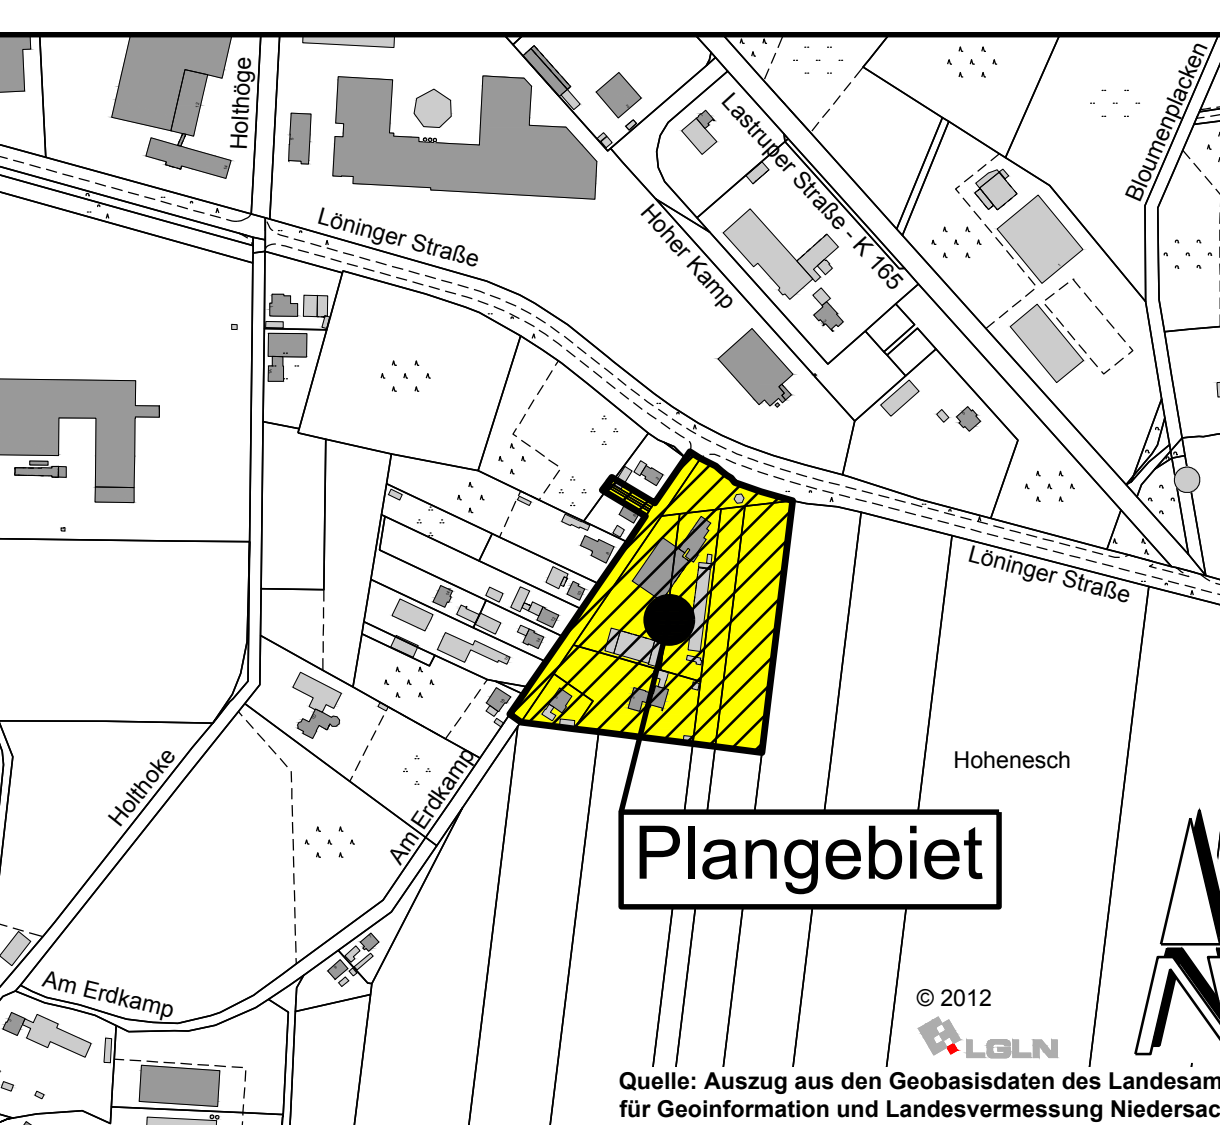 Holthöge
Löninger Straße
Lastruper Straße - K 165
Hoher Kamp
Bloumenplacken
Löninger Straße
Holthoke
Am Erdkamp
Hohenesch
Plangebiet
Am Erdkamp
© 2012
LGLN
Quelle: Auszug aus den Geobasisdaten des Landesam
für Geoinformation und Landesvermessung Niedersac
N